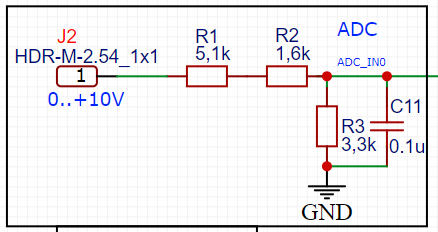 J2
HDR-M-2.54_1x1
1
0..+10V
R1
5,1k
R2
1,6k
ADC
ADC_IN0
R3
3,3k
C11
0.1u
GND